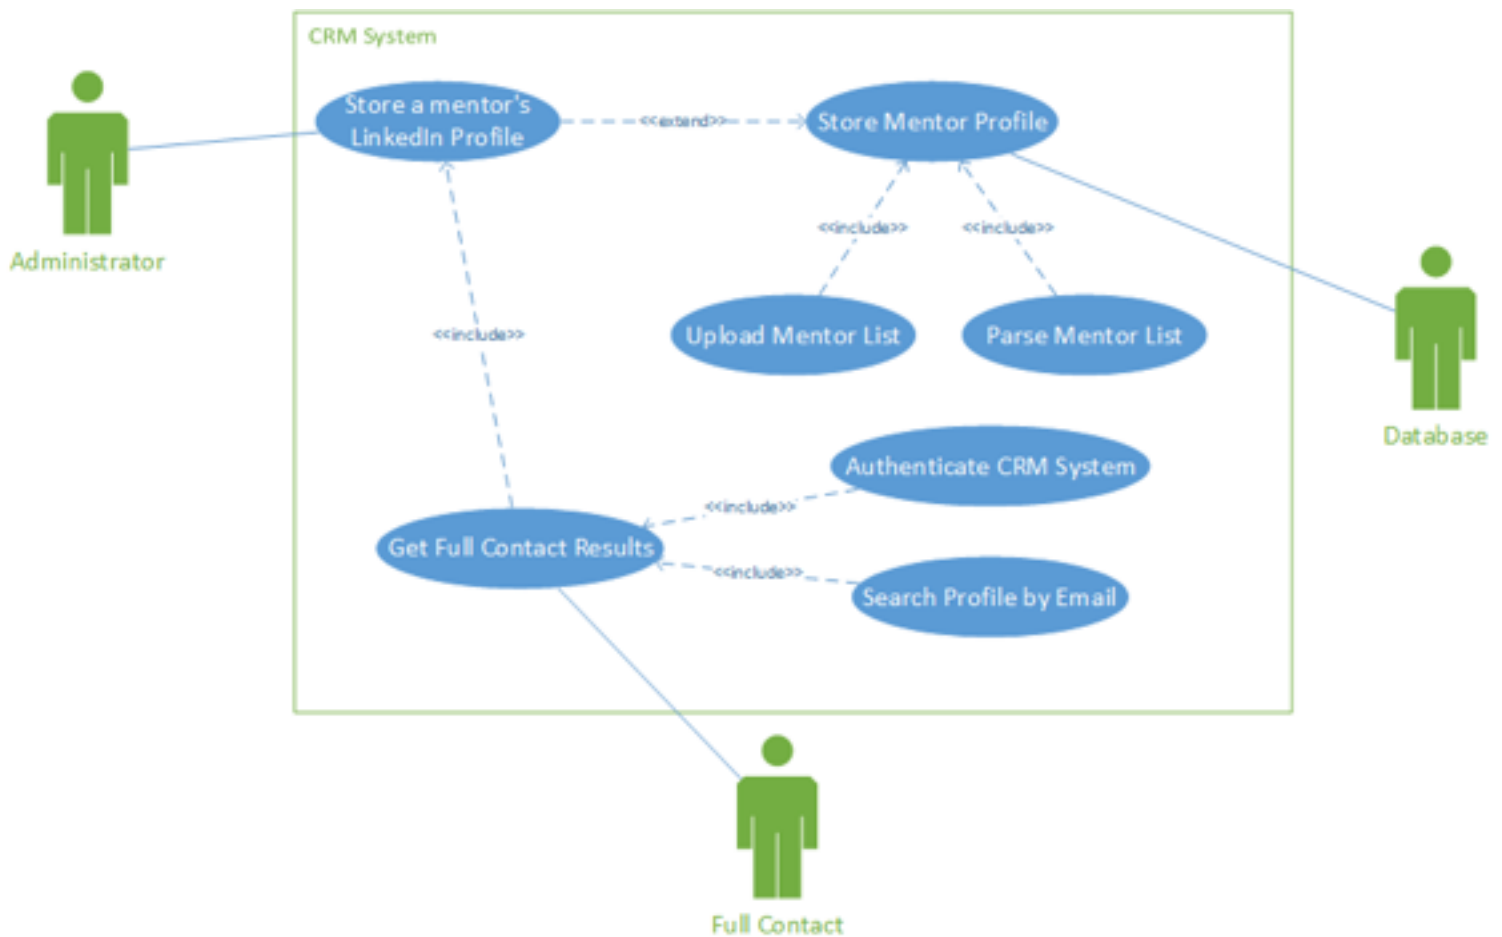 CRM System
Store a mentor's
LinkedIn Profile
<<extend>>
Store Mentor Profile
Administrator
<<include>>
<<include>>
<<include>>
Upload Mentor List
Parse Mentor List
Database
Authenticate CRM System
<<include>>
Get Full Contact Results
<<include>>
Search Profile by Email
Full Contact